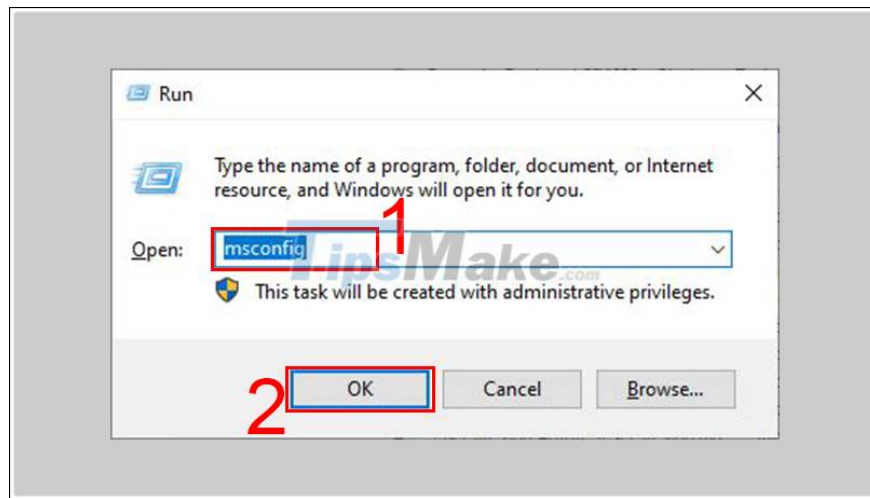 Run
Type the name of a program, folder, document, or Internet
resource, and Windows will open it for you.
1
Open: msconfig
TipsMake.com
This task will be created with administrative privileges.
2
OK Cancel Browse...